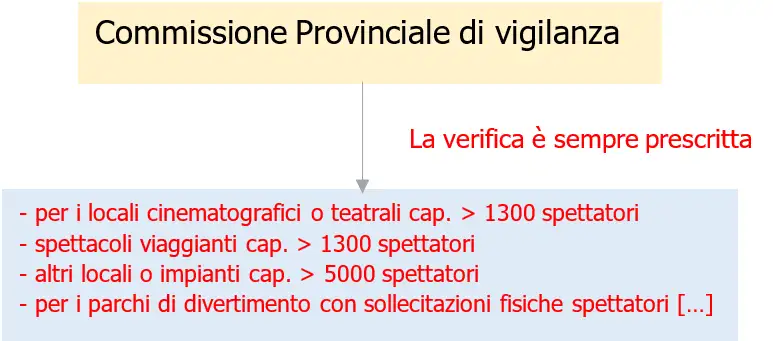 Commissione Provinciale di vigilanza
La verifica è sempre prescritta
- per i locali cinematografici o teatrali cap. > 1300 spettatori
- spettacoli viaggianti cap. > 1300 spettatori
- altri locali o impianti cap. > 5000 spettatori
- per i parchi di divertimento con sollecitazioni fisiche spettatori [...]